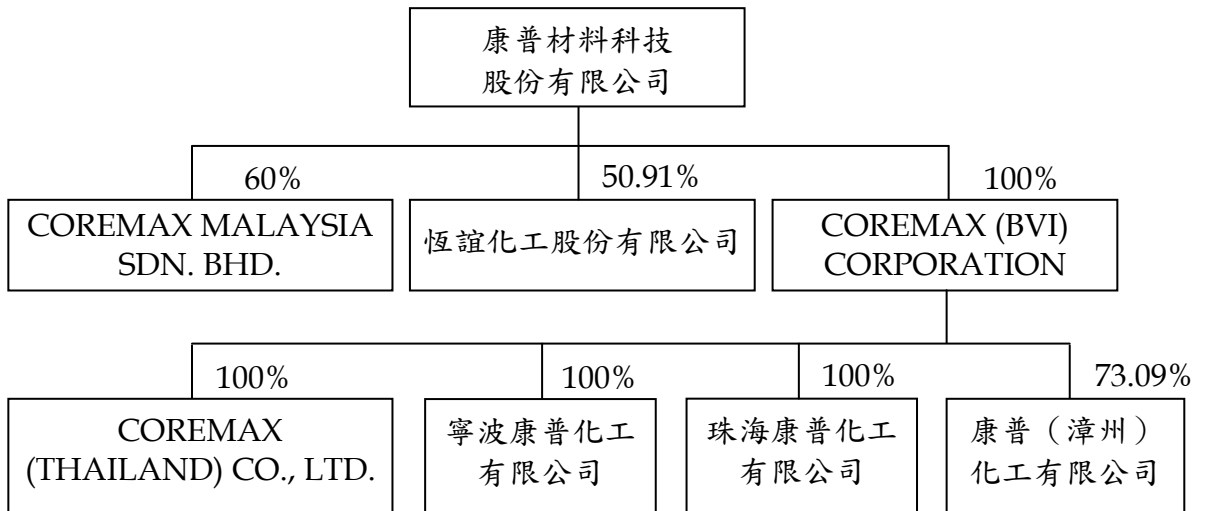 康普材料科技
股份有限公司
60%
50.91%
100%
COREMAX MALAYSIA
SDN. BHD.
恆誼化工股份有限公司
COREMAX (BVI)
CORPORATION
100%
100%
100%
73.09%
COREMAX
(THAILAND) CO., LTD.
寧波康普化工
有限公司
珠海康普化工
有限公司
康普（漳州）
化工有限公司